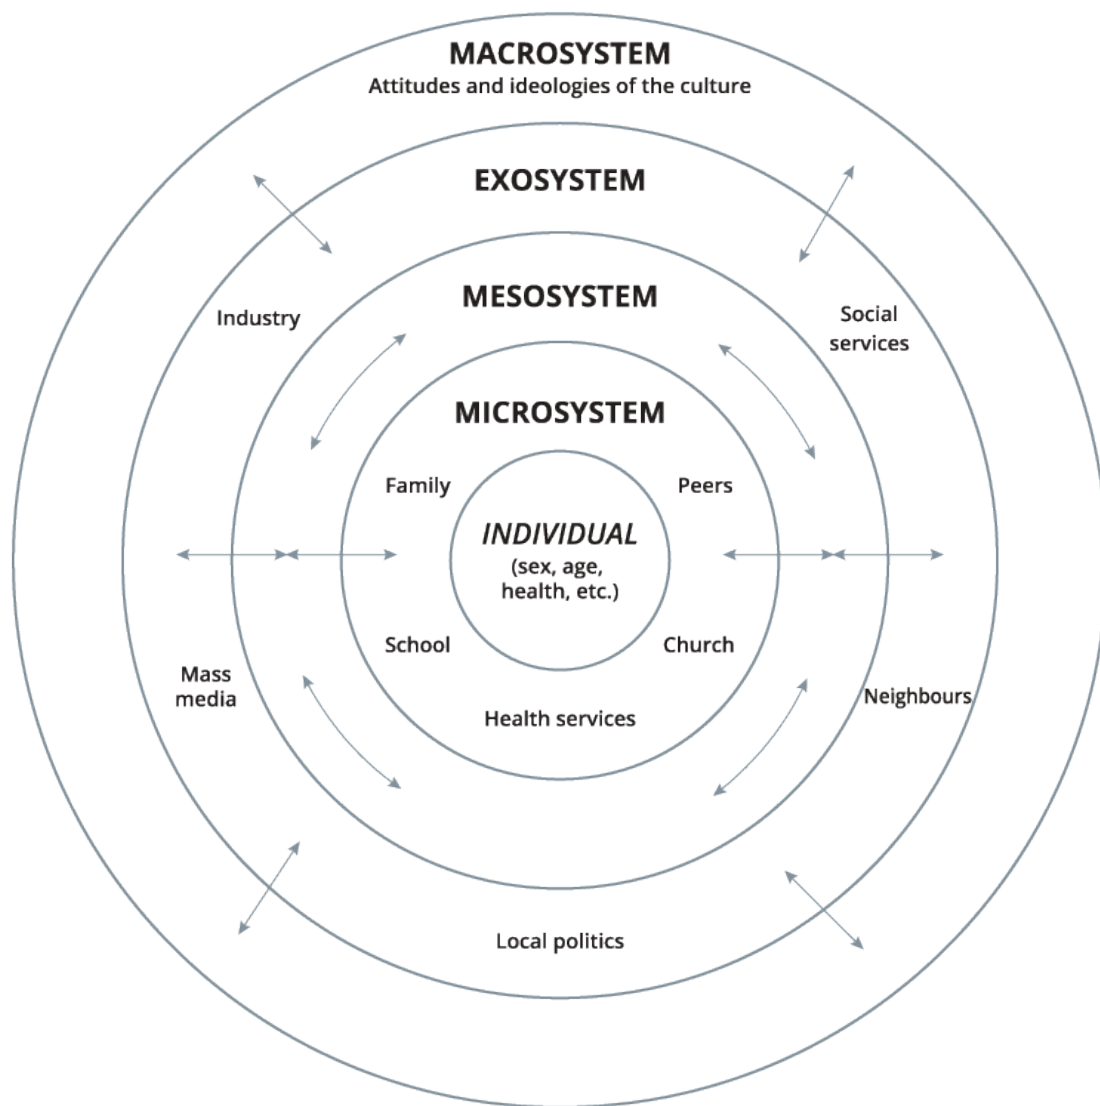 MACROSYSTEM
Attitudes and ideologies of the culture
EXOSYSTEM
MESOSYSTEM
Industry
Social
services
MICROSYSTEM
Family
Peers
INDIVIDUAL
(sex, age,
health, etc.)
School
Church
Mass
media
Neighbours
Health services
Local politics